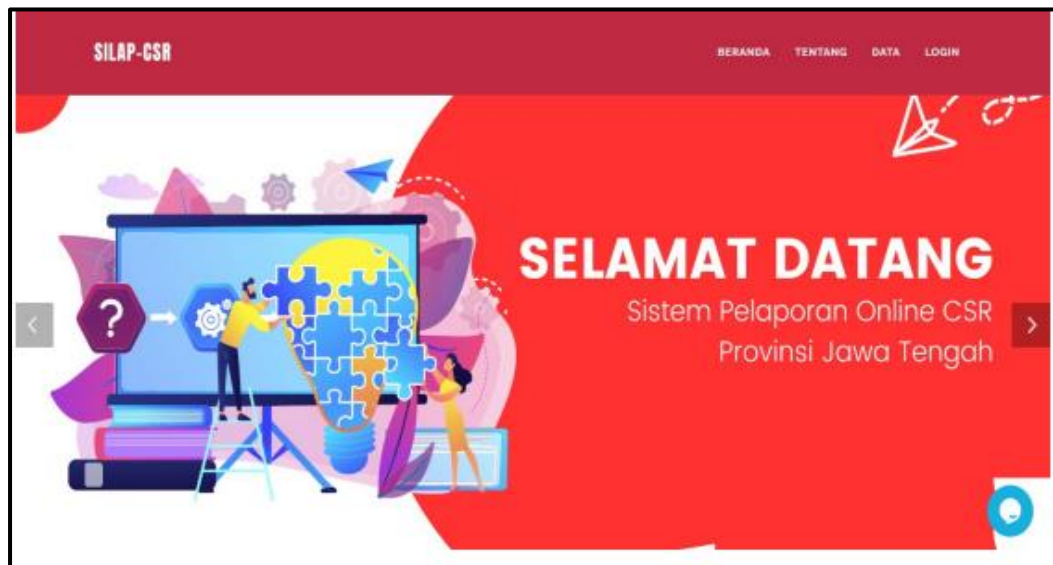 SILAP-CSR
BERANDA TENTANG DATA LOGIN
SELAMAT DATANG
Sistem Pelaporan Online CSR
Provinsi Jawa Tengah
?